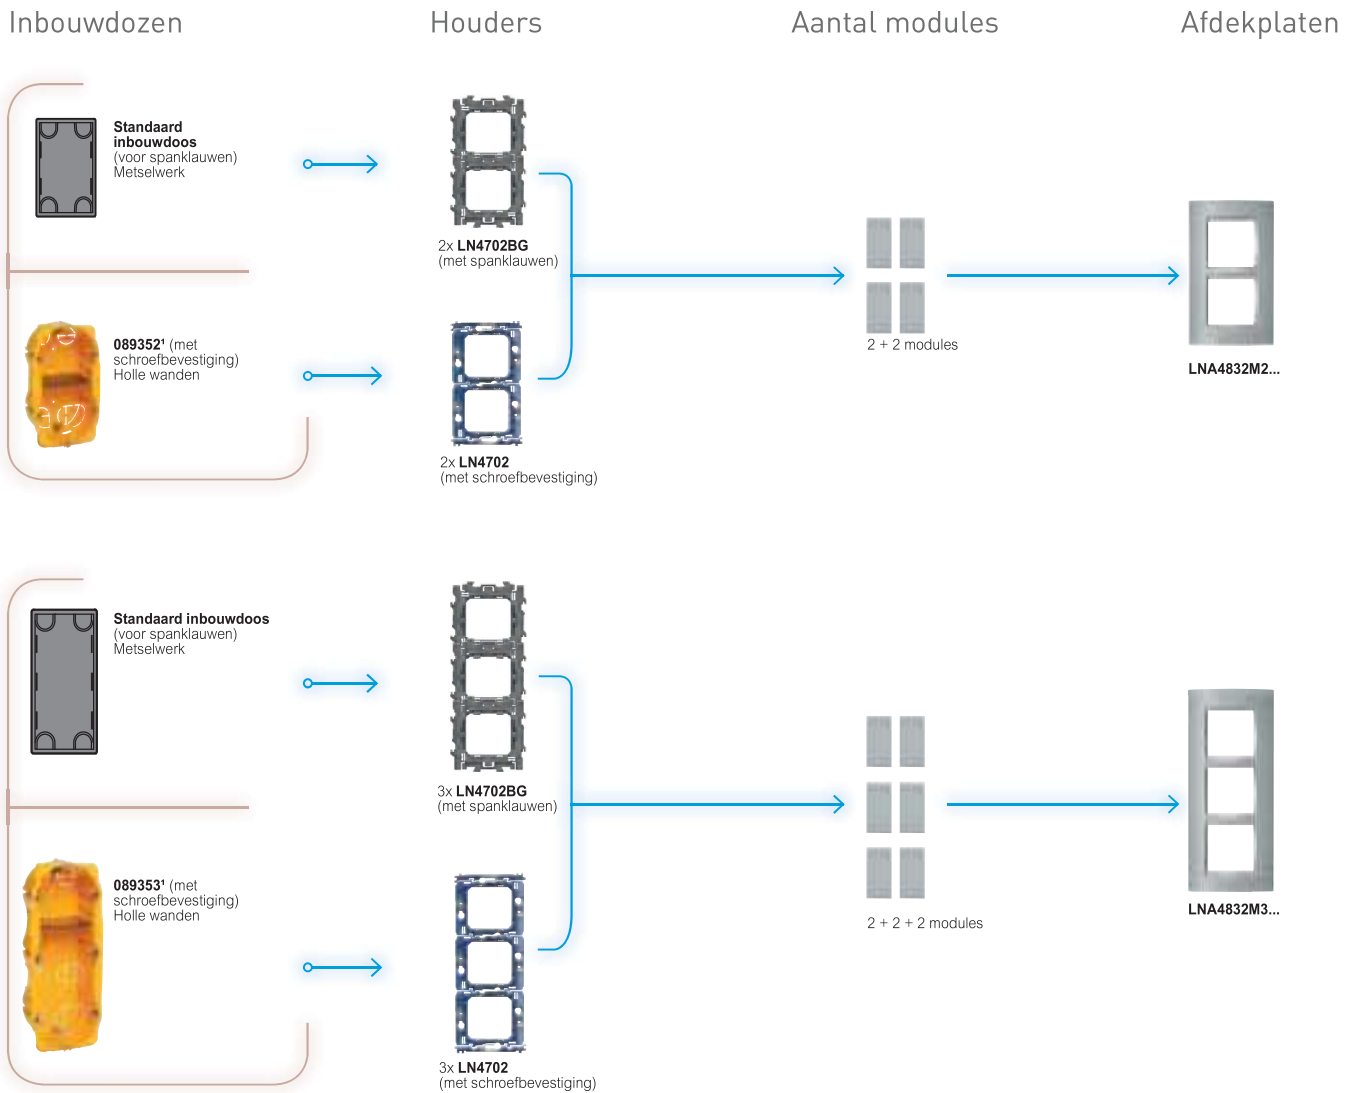 Inbouwdozen
Houders
Aantal modules
Afdekplaten
Standaard
inbouwdoos
(voor spanklauwen)
Metselwerk
2x LN4702BG
(met spanklauwen)
089352¹ (met
schroefbevestiging)
Holle wanden
2x LN4702
(met schroefbevestiging)
2 + 2 modules
LNA4832M2...
Standaard inbouwdoos
(voor spanklauwen)
Metselwerk
3x LN4702BG
(met spanklauwen)
089353¹ (met
schroefbevestiging)
Holle wanden
3x LN4702
(met schroefbevestiging)
2 + 2 + 2 modules
LNA4832M3...